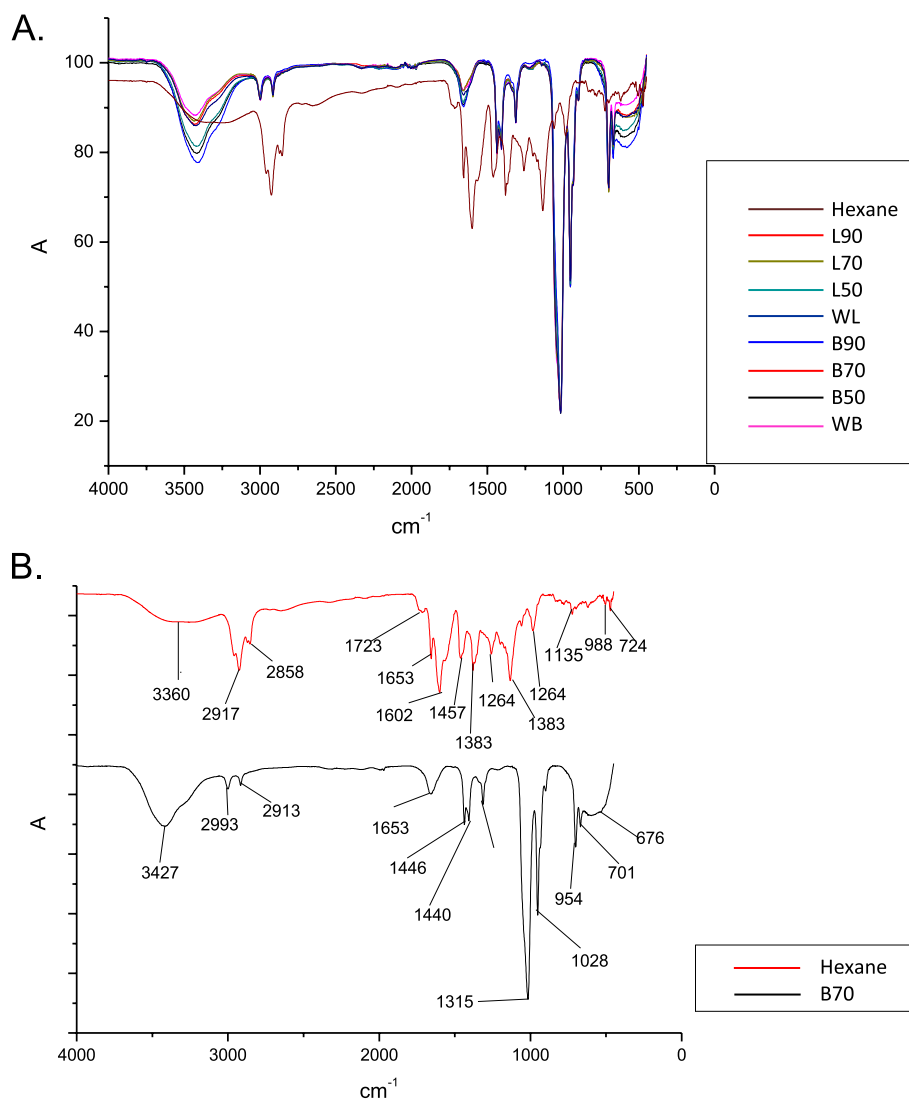 A.
100
80
60
40
20
A
4000 3500 3000 2500 2000 1500 1000 500 0
cm-1
Hexane
L90
L70
L50
WL
B90
B70
B50
WB
B.
3360
2917
2858
1723
1653
1602
1457
1383
1264
1383
1264
1135
988
724
A
3427
2993
2913
1653
1446
1440
1315
1028
954
701
676
4000 3000 2000 1000 0
cm-1
Hexane
B70